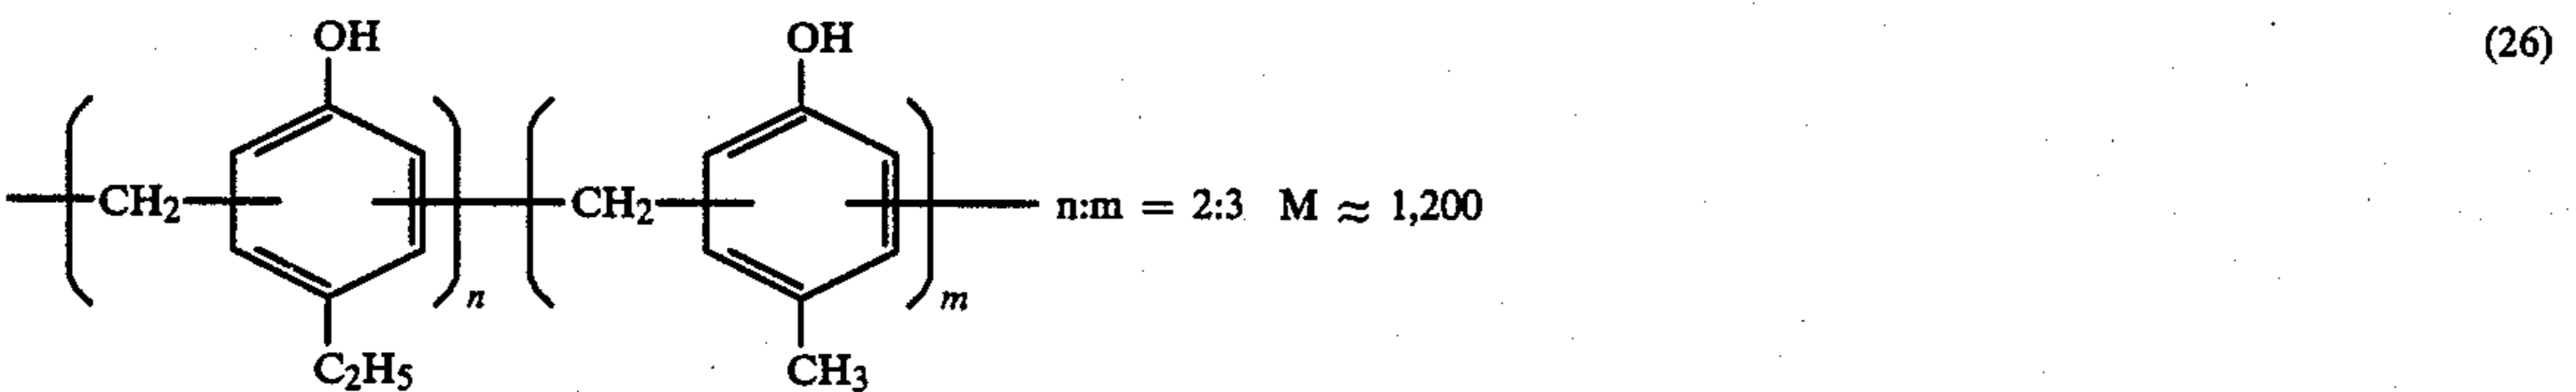 OH OH (26)
CH2 CH2 n:m = 2:3 M ≈ 1,200
n m
C2H5 CH3